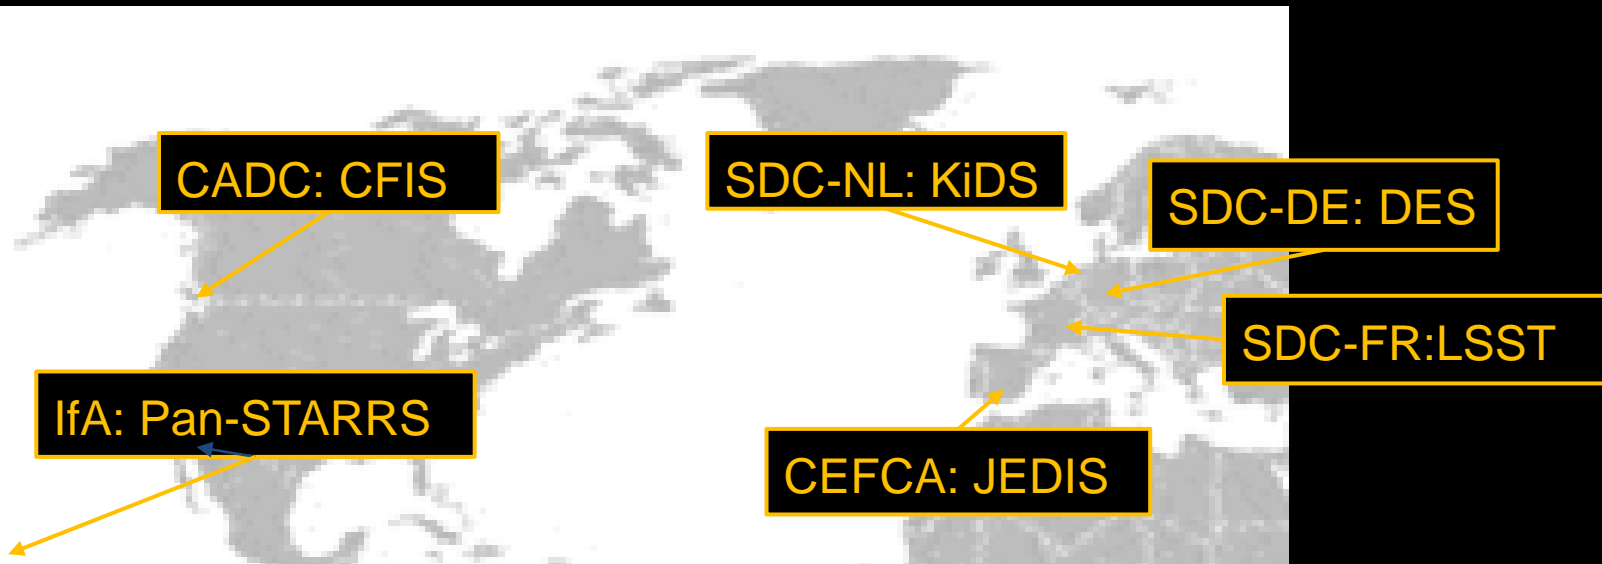 CADC: CFIS
SDC-NL: KiDS
SDC-DE: DES
SDC-FR:LSST
IfA: Pan-STARRS
CEFCA: JEDIS